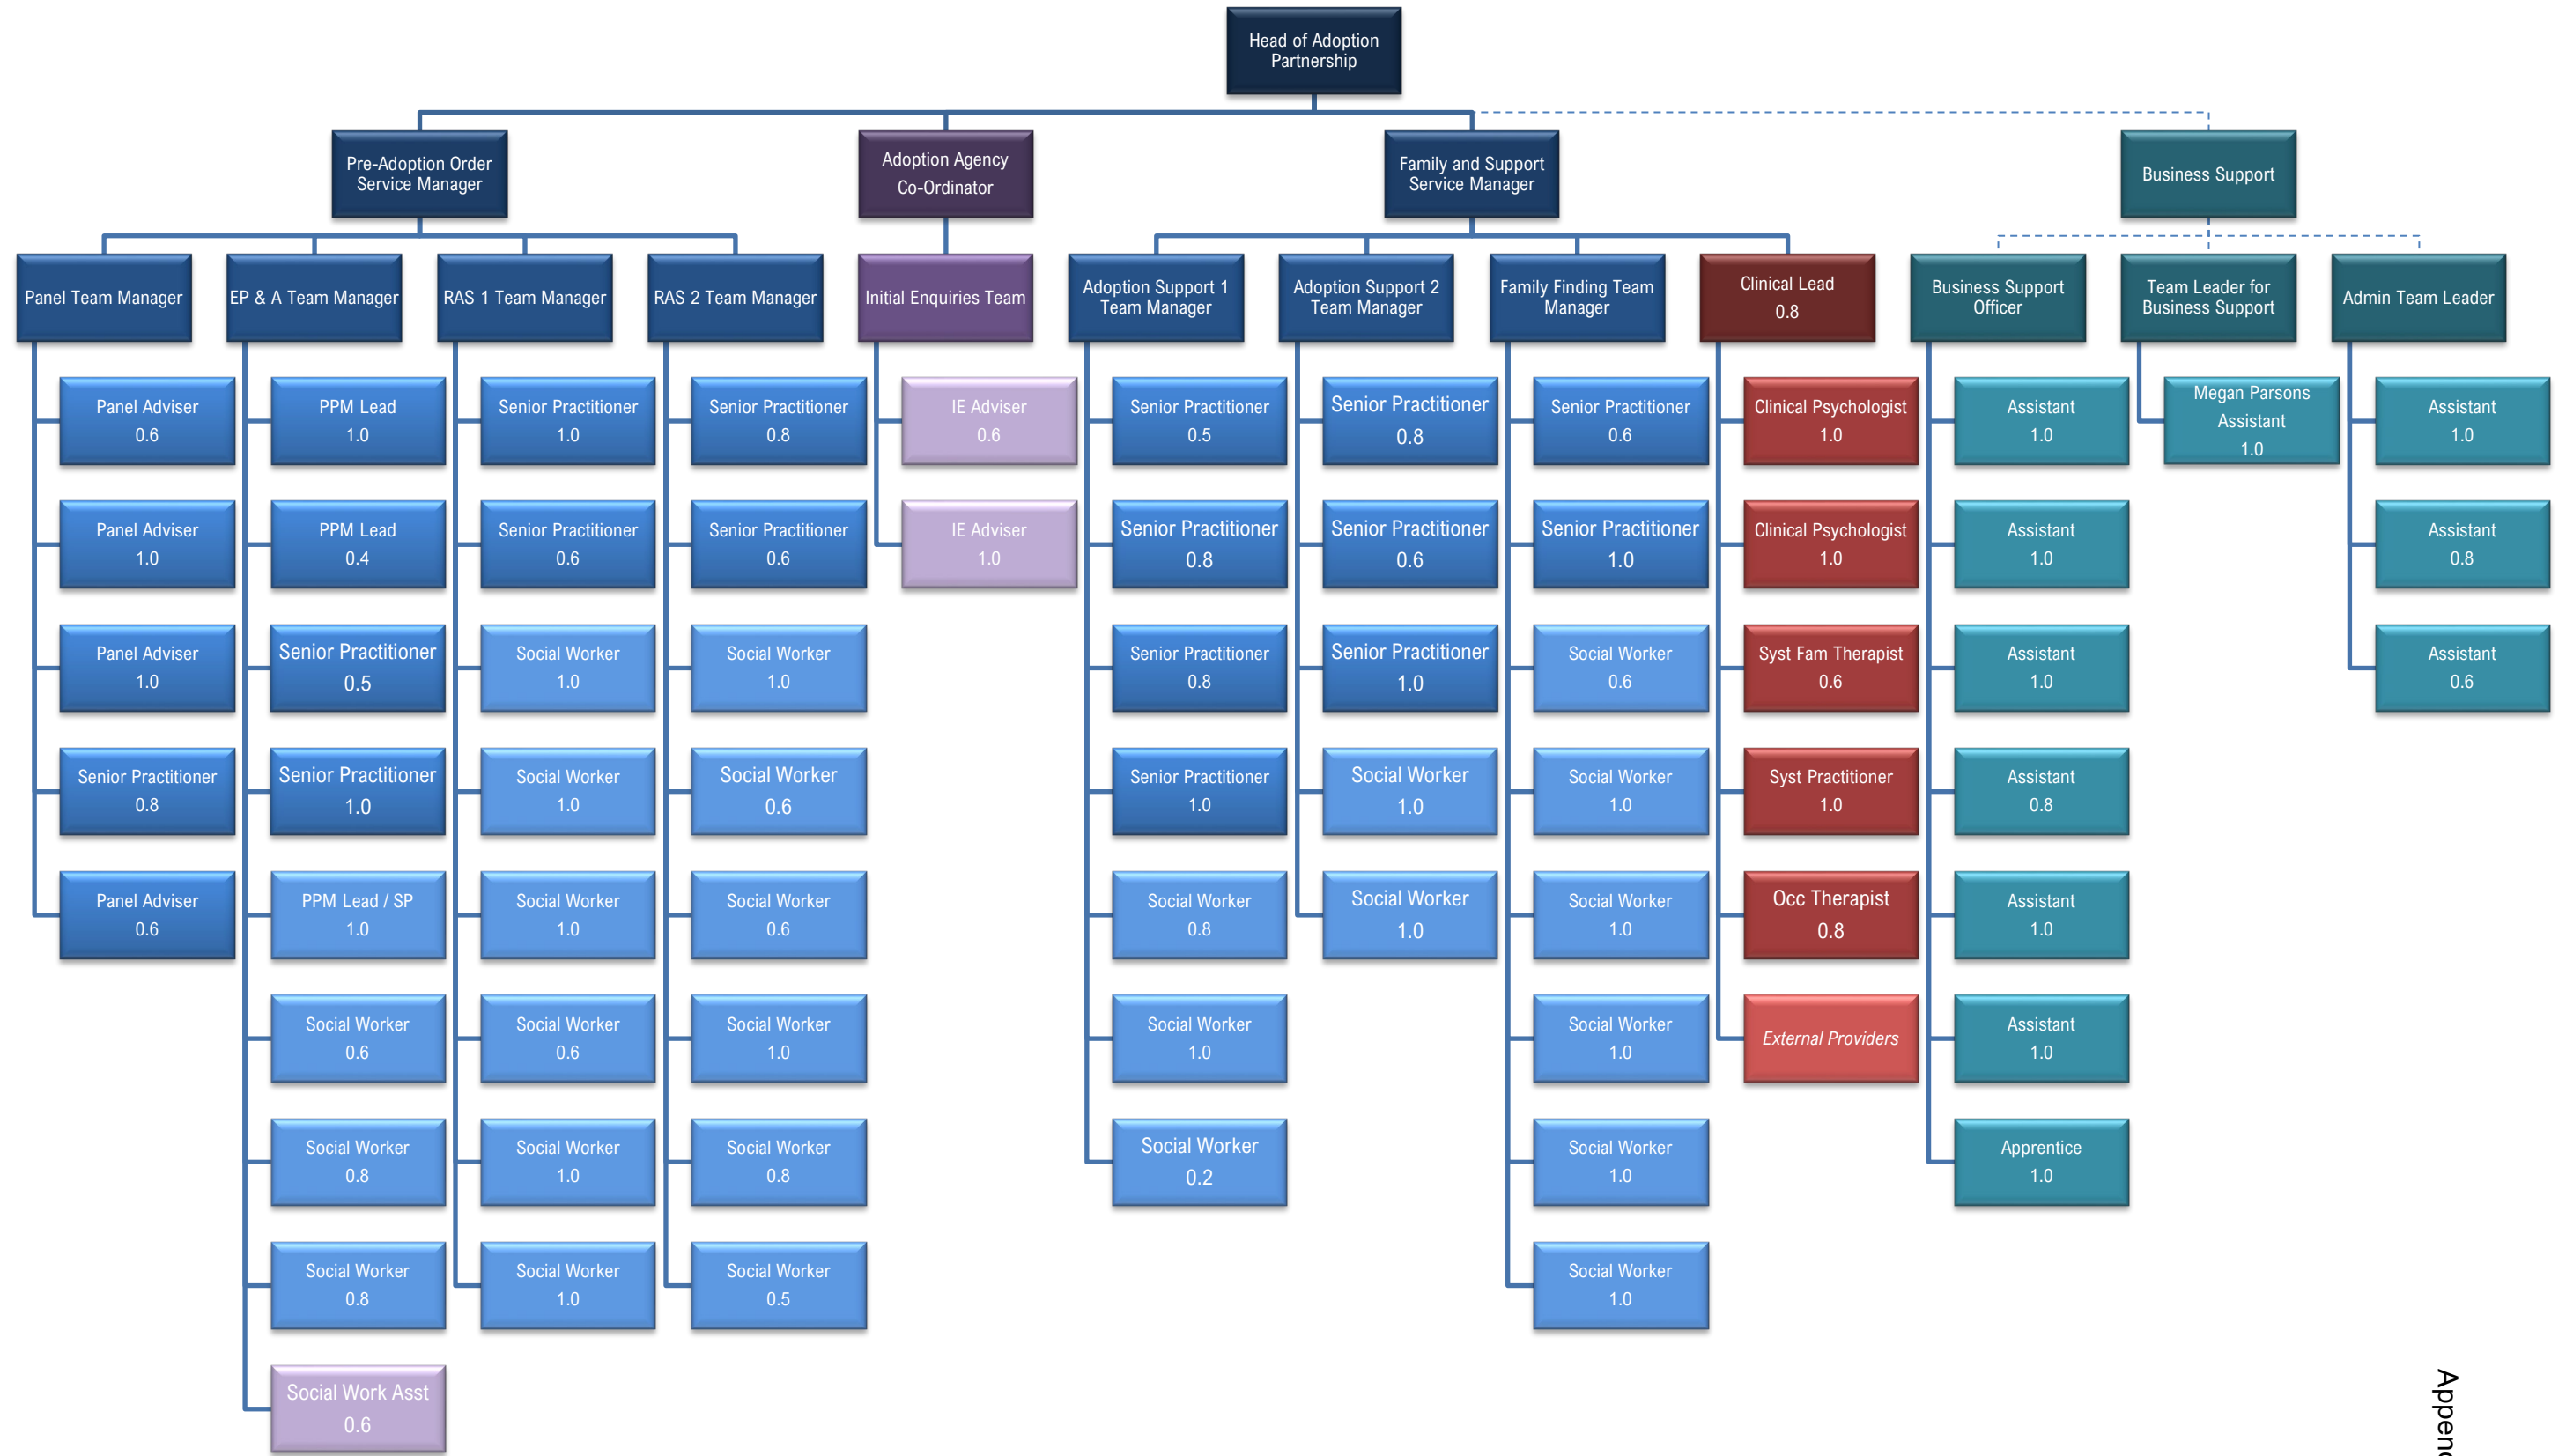 Head of Adoption
Partnership
Pre-Adoption Order
Service Manager
Adoption Agency
Co-Ordinator
Family and Support
Service Manager
Business Support
Panel Team Manager
EP & A Team Manager
RAS 1 Team Manager
RAS 2 Team Manager
Initial Enquiries Team
Adoption Support 1
Team Manager
Adoption Support 2
Team Manager
Family Finding Team
Manager
Clinical Lead
0.8
Business Support
Officer
Team Leader for
Business Support
Admin Team Leader
Panel Adviser
0.6
Panel Adviser
1.0
Panel Adviser
1.0
Senior Practitioner
0.8
Panel Adviser
0.6
PPM Lead
1.0
PPM Lead
0.4
Senior Practitioner
0.5
Senior Practitioner
1.0
PPM Lead / SP
1.0
Social Worker
0.6
Social Worker
0.8
Social Worker
0.8
Social Work Asst
0.6
Senior Practitioner
1.0
Senior Practitioner
0.6
Social Worker
1.0
Social Worker
1.0
Social Worker
1.0
Social Worker
0.6
Social Worker
1.0
Social Worker
1.0
Senior Practitioner
0.8
Senior Practitioner
0.6
Social Worker
1.0
Social Worker
0.6
Social Worker
0.6
Social Worker
1.0
Social Worker
0.8
Social Worker
0.5
IE Adviser
0.6
IE Adviser
1.0
Senior Practitioner
0.5
Senior Practitioner
0.8
Senior Practitioner
0.8
Senior Practitioner
1.0
Social Worker
0.8
Social Worker
1.0
Social Worker
0.2
Senior Practitioner
0.8
Senior Practitioner
0.6
Senior Practitioner
1.0
Social Worker
1.0
Social Worker
1.0
Senior Practitioner
0.6
Senior Practitioner
1.0
Social Worker
0.6
Social Worker
1.0
Social Worker
1.0
Social Worker
1.0
Social Worker
1.0
Social Worker
1.0
Clinical Psychologist
1.0
Clinical Psychologist
1.0
Syst Fam Therapist
0.6
Syst Practitioner
1.0
Occ Therapist
0.8
External Providers
Assistant
1.0
Assistant
1.0
Assistant
1.0
Assistant
0.8
Assistant
1.0
Assistant
1.0
Apprentice
1.0
Megan Parsons
Assistant
1.0
Assistant
1.0
Assistant
0.8
Assistant
0.6